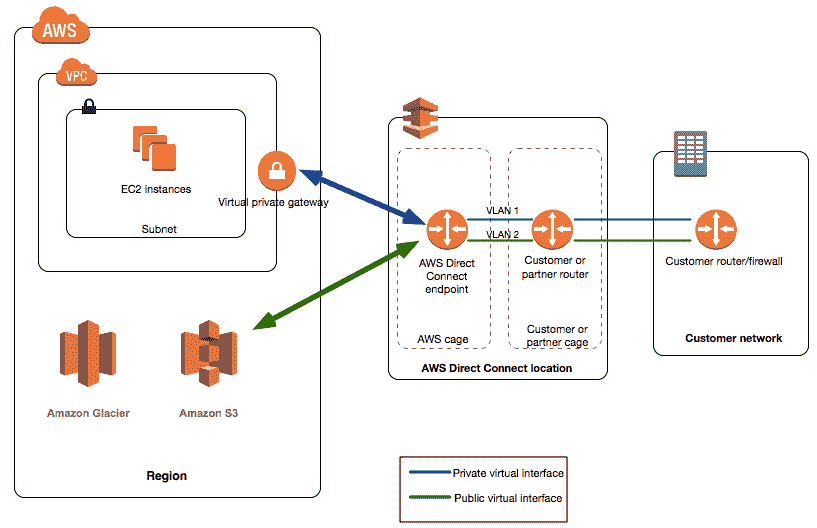 AWS
VPC
EC2 instances
Virtual private gateway
Subnet
Amazon Glacier
Amazon S3
Region
VLAN 1
VLAN 2
AWS Direct
Connect
endpoint
Customer or
partner router
AWS cage
Customer or
partner cage
AWS Direct Connect location
Customer router/firewall
Customer network
Private virtual interface
Public virtual interface